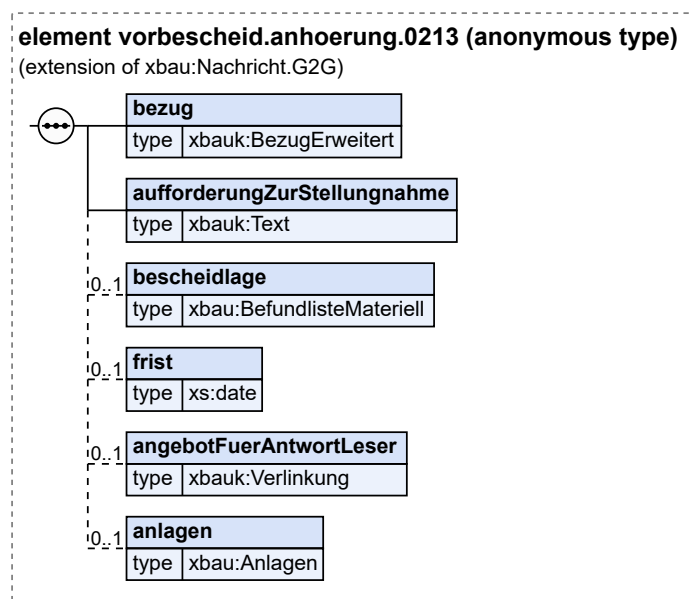 element vorbescheid.anhoerung.0213 (anonymous type)
(extension of xbau:Nachricht.G2G)
bezug
type xbauk:BezugErweitert
aufforderungZurStellungnahme
type xbauk:Text
0..1 bescheidlage
type xbau:BefundlisteMateriell
0..1 frist
type xs:date
0..1 angebotFuerAntwortLeser
type xbauk:Verlinkung
0..1 anlagen
type xbau:Anlagen